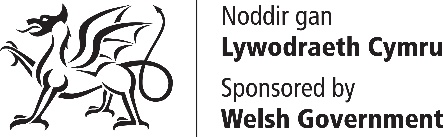 Noddir gan
Lywodraeth Cymru
Sponsored by
Welsh Government